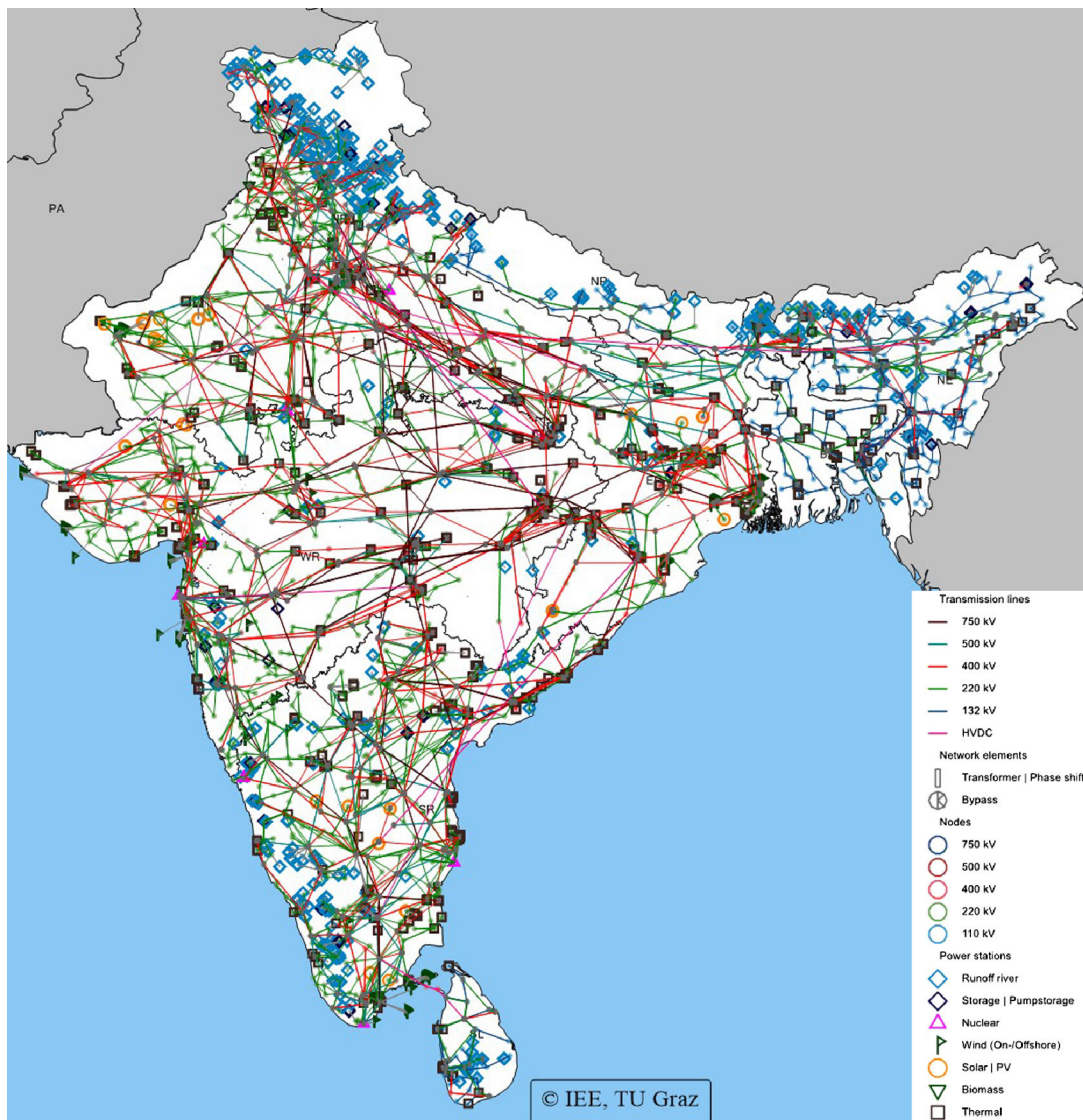 PA
NR
NP
NE
WR
SR
© IEE, TU Graz
Transmission lines
750 kV
500 kV
400 kV
220 kV
132 kV
HVDC
Network elements
Transformer | Phase shift
Bypass
Nodes
750 kV
500 kV
400 kV
220 kV
110 kV
Power stations
Runoff river
Storage | Pumpstorage
Nuclear
Wind (On-/Offshore)
Solar | PV
Biomass
Thermal